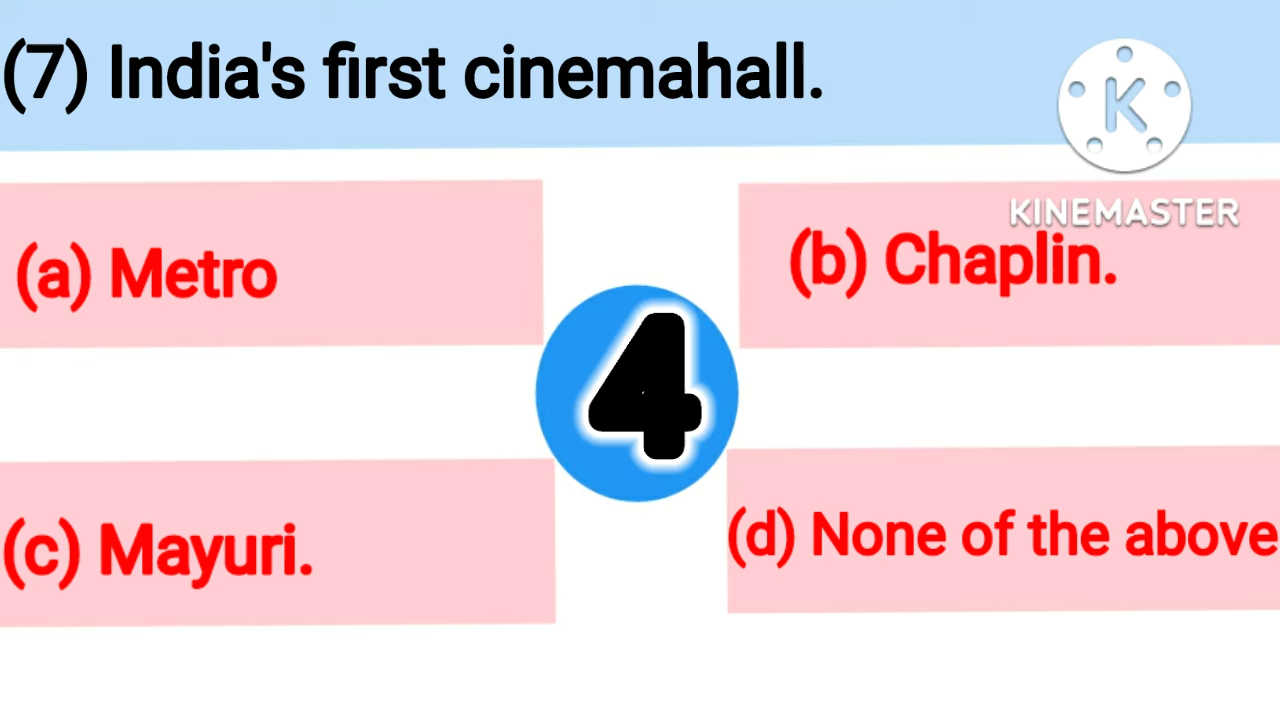 (7) India's first cinemahall.
K
KINEMASTER
(a) Metro
(b) Chaplin.
4
(c) Mayuri.
(d) None of the above